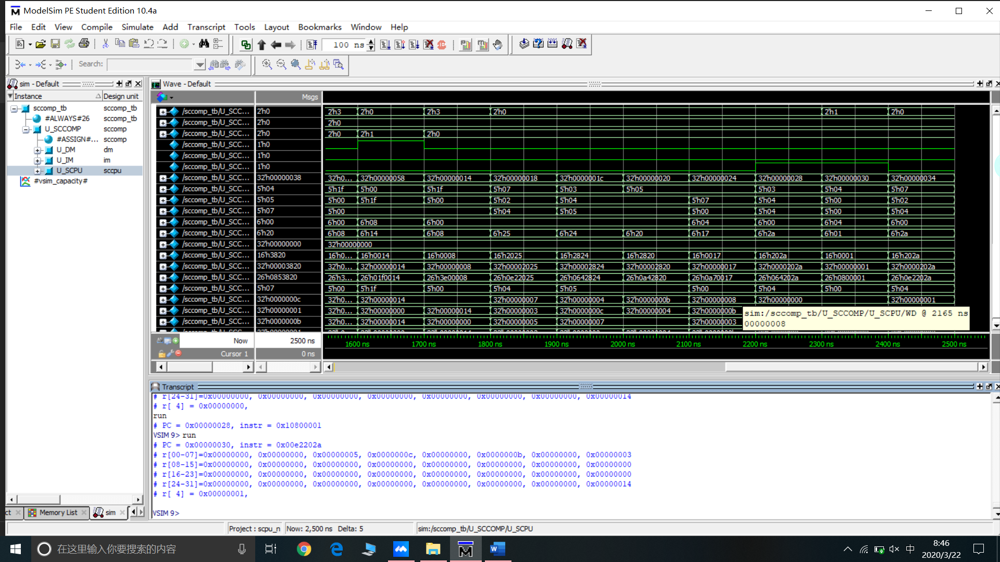 ModelSim PE Student Edition 10.4a
File Edit View Compile Simulate Add Transcript Tools Layout Bookmarks Window Help
100 ns
Search:
sim - Default
Instance Design unit
sccomp_tb sccomp_tb
#ALWAYS#26 sccomp_tb
U_SCCOMP sccomp
#ASSIGN#... sccomp
U_DM dm
U_IM im
U_SCPU sccpu
#vsim_capacity#
Wave - Default
Msgs
/sccomp_tb/U_SCC... 2'h0 2'h3 2'h0 2'h3 2'h0 2'h1 2'h0
/sccomp_tb/U_SCC... 2'h0 2'h0
/sccomp_tb/U_SCC... 2'h0 2'h0 2'h1 2'h0
/sccomp_tb/U_SCC... 1'h0
/sccomp_tb/U_SCC... 1'h0
/sccomp_tb/U_SCC... 1'h0
/sccomp_tb/U_SCC... 32'h00000038 32'h0... 32'h00000058 32'h00000014 32'h00000018 32'h0000001c 32'h00000020 32'h00000024 32'h00000028 32'h00000030 32'h00000034
/sccomp_tb/U_SCC... 5'h04 5'h1f 5'h00 5'h1f 5'h07 5'h03 5'h05 5'h03 5'h04 5'h07
/sccomp_tb/U_SCC... 5'h05 5'h00 5'h1f 5'h00 5'h02 5'h04 5'h07 5'h04 5'h00 5'h02
/sccomp_tb/U_SCC... 5'h07 5'h00 5'h04 5'h05 5'h00 5'h04 5'h00 5'h04
/sccomp_tb/U_SCC... 6'h00 6'h00 6'h08 6'h00 6'h04 6'h00 6'h04 6'h00
/sccomp_tb/U_SCC... 6'h20 6'h08 6'h14 6'h08 6'h25 6'h24 6'h20 6'h17 6'h2a 6'h01 6'h2a
/sccomp_tb/U_SCC... 32'h00000000 32'h00000000
/sccomp_tb/U_SCC... 16'h3820 16'h0... 16'h0014 16'h0008 16'h2025 16'h2824 16'h2820 16'h0017 16'h202a 16'h0001 16'h202a
/sccomp_tb/U_SCC... 32'h00003820 32'h0... 32'h00000014 32'h00000008 32'h00002025 32'h00002824 32'h00002820 32'h00000017 32'h0000202a 32'h00000001 32'h0000202a
/sccomp_tb/U_SCC... 26'h0853820 26'h3... 26'h01f0014 26'h3e00008 26'h0e22025 26'h0642824 26'h0a42820 26'h0a70017 26'h064202a 26'h0800001 26'h0e2202a
/sccomp_tb/U_SCC... 5'h07 5'h00 5'h1f 5'h00 5'h04 5'h05 5'h00 5'h04 5'h00 5'h04
/sccomp_tb/U_SCC... 32'h0000000c 32'h0... 32'h00000014 32'h00000007 32'h00000004 32'h0000000b 32'h00000008 32'h00000000 32'h00000001
/sccomp_tb/U_SCC... 32'h00000001 32'h0... 32'h00000000 32'h00000014 32'h00000003 32'h0000000c 32'h00000004 32'h0000000b
/sccomp_tb/U_SCC... 32'h0000000b 32'h0... 32'h00000014 32'h00000000 32'h00000005 32'h00000007 32'h00000003
sim:/sccomp_tb/U_SCCOMP/U_SCPU/WD @ 2165 ns
00000008
Now 2500 ns 1600 ns 1700 ns 1800 ns 1900 ns 2000 ns 2100 ns 2200 ns 2300 ns 2400 ns 2500 ns
Cursor 1 0 ns
Transcript
# r[24-31]=0x00000000, 0x00000000, 0x00000000, 0x00000000, 0x00000000, 0x00000000, 0x00000000, 0x00000014
# r[ 4] = 0x00000000,
run
# PC = 0x00000028, instr = 0x10800001
VSIM 9> run
# PC = 0x00000030, instr = 0x00e2202a
# r[00-07]=0x00000000, 0x00000000, 0x00000005, 0x0000000c, 0x00000000, 0x0000000b, 0x00000000, 0x00000003
# r[08-15]=0x00000000, 0x00000000, 0x00000000, 0x00000000, 0x00000000, 0x00000000, 0x00000000, 0x00000000
# r[16-23]=0x00000000, 0x00000000, 0x00000000, 0x00000000, 0x00000000, 0x00000000, 0x00000000, 0x00000000
# r[24-31]=0x00000000, 0x00000000, 0x00000000, 0x00000000, 0x00000000, 0x00000000, 0x00000000, 0x00000014
# r[ 4] = 0x00000001,
VSIM 9>
ct Memory List sim
Project : scpu_n Now: 2,500 ns Delta: 5 sim:/sccomp_tb/U_SCCOMP/U_SCPU
在这里输入你要搜索的内容
中
8:46
2020/3/22